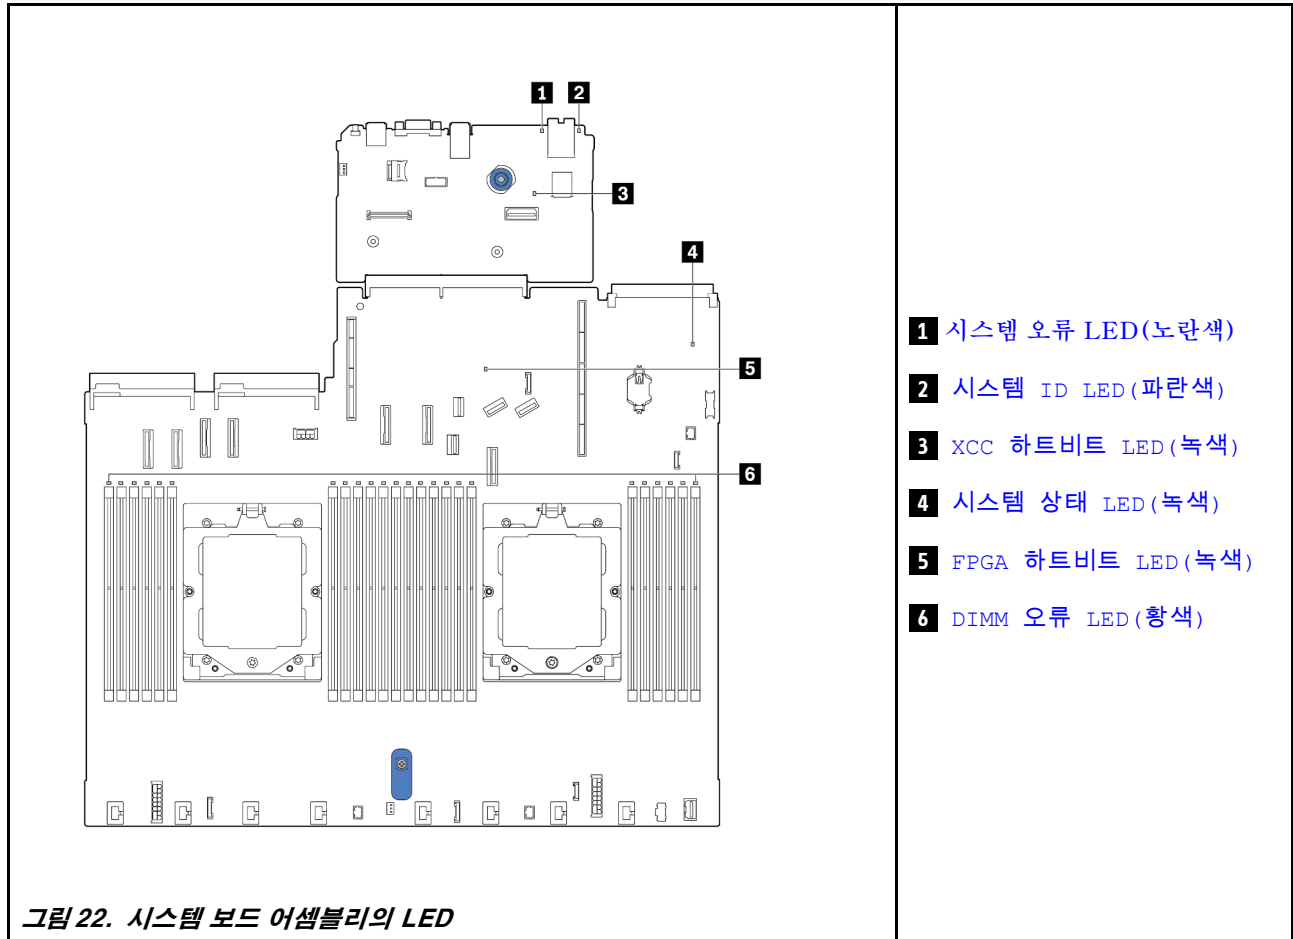 1
2
3
4
5
6
그림 22. 시스템 보드 어셈블리의 LED
1 시스템 오류 LED(노란색)
2 시스템 ID LED(파란색)
3 XCC 하트비트 LED(녹색)
4 시스템 상태 LED(녹색)
5 FPGA 하트비트 LED(녹색)
6 DIMM 오류 LED(황색)